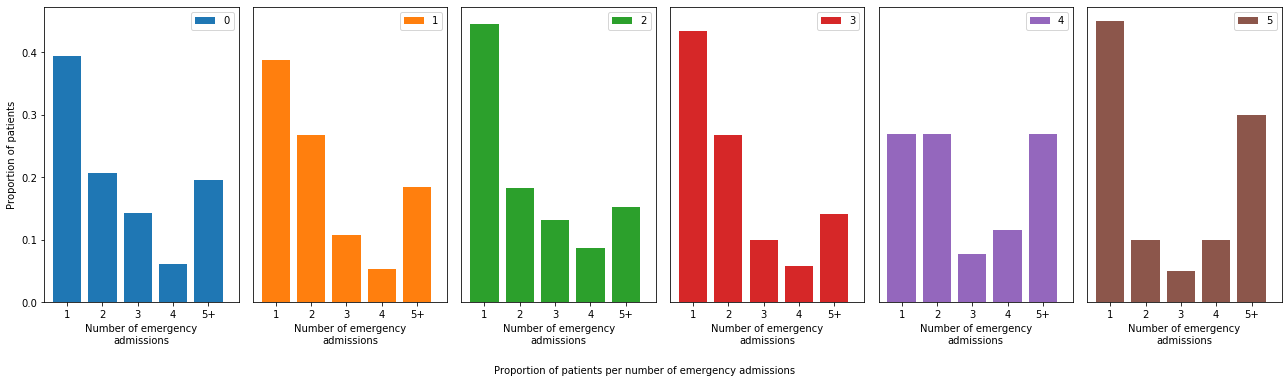 0 1 2 3 4 5
0.4
0.3
0.2
0.1
0.0
Proportion of patients
1 2 3 4 5+ 1 2 3 4 5+ 1 2 3 4 5+ 1 2 3 4 5+ 1 2 3 4 5+ 1 2 3 4 5+
Number of emergency Number of emergency Number of emergency Number of emergency Number of emergency Number of emergency
admissions admissions admissions admissions admissions admissions
Proportion of patients per number of emergency admissions